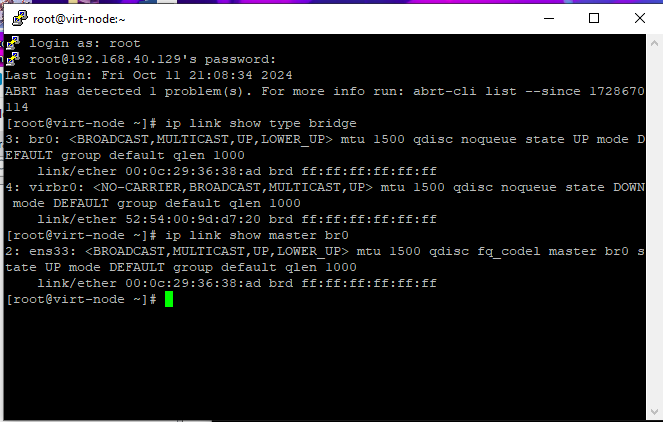 root@virt-node:~
login as: root
root@192.168.40.129's password:
Last login: Fri Oct 11 21:08:34 2024
ABRT has detected 1 problem(s). For more info run: abrt-cli list --since 1728670
114
[root@virt-node ~]# ip link show type bridge
3: br0: <BROADCAST,MULTICAST,UP,LOWER_UP> mtu 1500 qdisc noqueue state UP mode D
EFAULT group default qlen 1000
    link/ether 00:0c:29:36:38:ad brd ff:ff:ff:ff:ff:ff
4: virbr0: <NO-CARRIER,BROADCAST,MULTICAST,UP> mtu 1500 qdisc noqueue state DOWN
 mode DEFAULT group default qlen 1000
    link/ether 52:54:00:9d:d7:20 brd ff:ff:ff:ff:ff:ff
[root@virt-node ~]# ip link show master br0
2: ens33: <BROADCAST,MULTICAST,UP,LOWER_UP> mtu 1500 qdisc fq_codel master br0 s
tate UP mode DEFAULT group default qlen 1000
    link/ether 00:0c:29:36:38:ad brd ff:ff:ff:ff:ff:ff
[root@virt-node ~]#